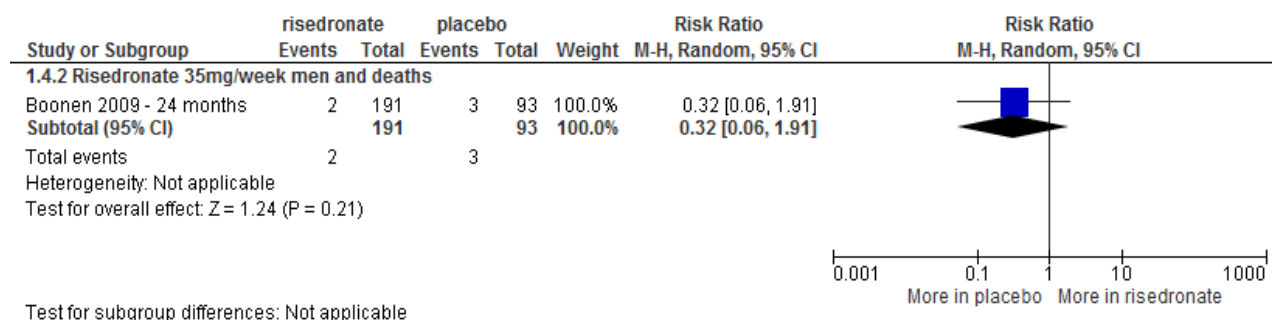 risedronate placebo Risk Ratio Risk Ratio
Study or Subgroup Events Total Events Total Weight M-H, Random, 95% CI M-H, Random, 95% CI
1.4.2 Risedronate 35mg/week men and deaths
Boonen 2009 - 24 months 2 191 3 93 100.0% 0.32 [0.06, 1.91]
Subtotal (95% CI) 191 93 100.0% 0.32 [0.06, 1.91]
Total events 2 3
Heterogeneity: Not applicable
Test for overall effect: Z = 1.24 (P = 0.21)
0.001 0.1 1 10 1000
More in placebo More in risedronate
Test for subgroup differences: Not applicable